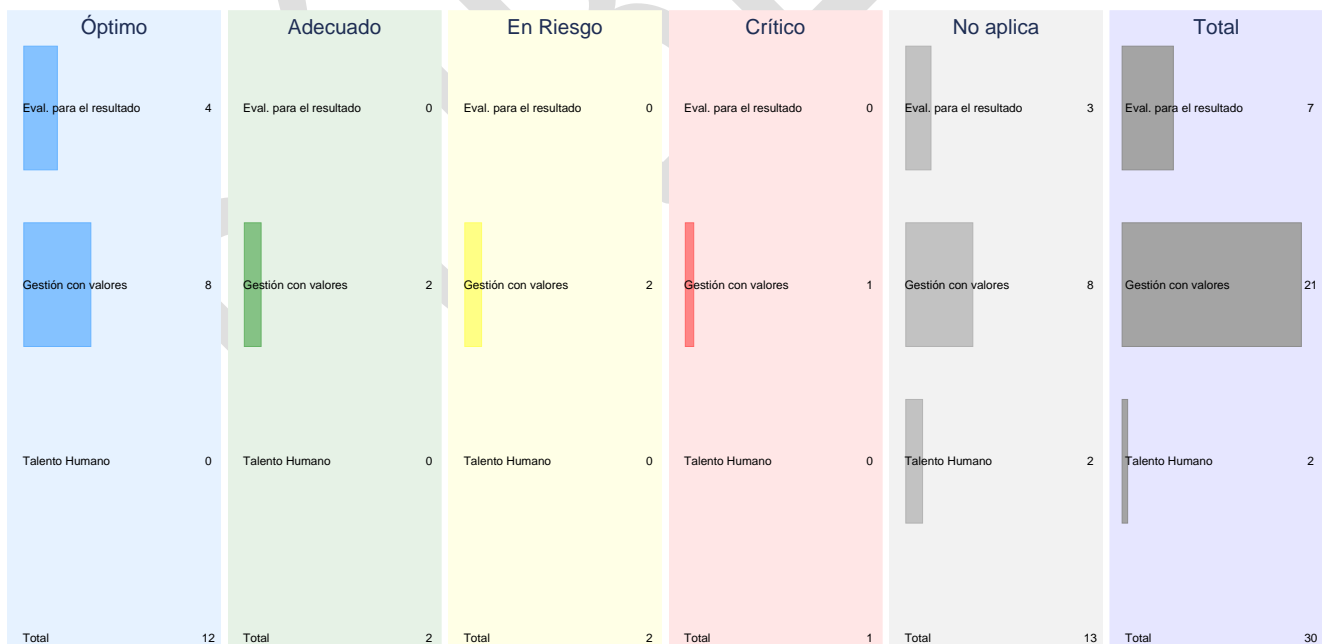 Óptimo Adecuado En Riesgo Crítico No aplica Total
Eval. para el resultado 4 Eval. para el resultado 0 Eval. para el resultado 0 Eval. para el resultado 0 Eval. para el resultado 3 Eval. para el resultado 7
Gestión con valores 8 Gestión con valores 2 Gestión con valores 2 Gestión con valores 1 Gestión con valores 8 Gestión con valores 21
Talento Humano 0 Talento Humano 0 Talento Humano 0 Talento Humano 0 Talento Humano 2 Talento Humano 2
Total 12 Total 2 Total 2 Total 1 Total 13 Total 30